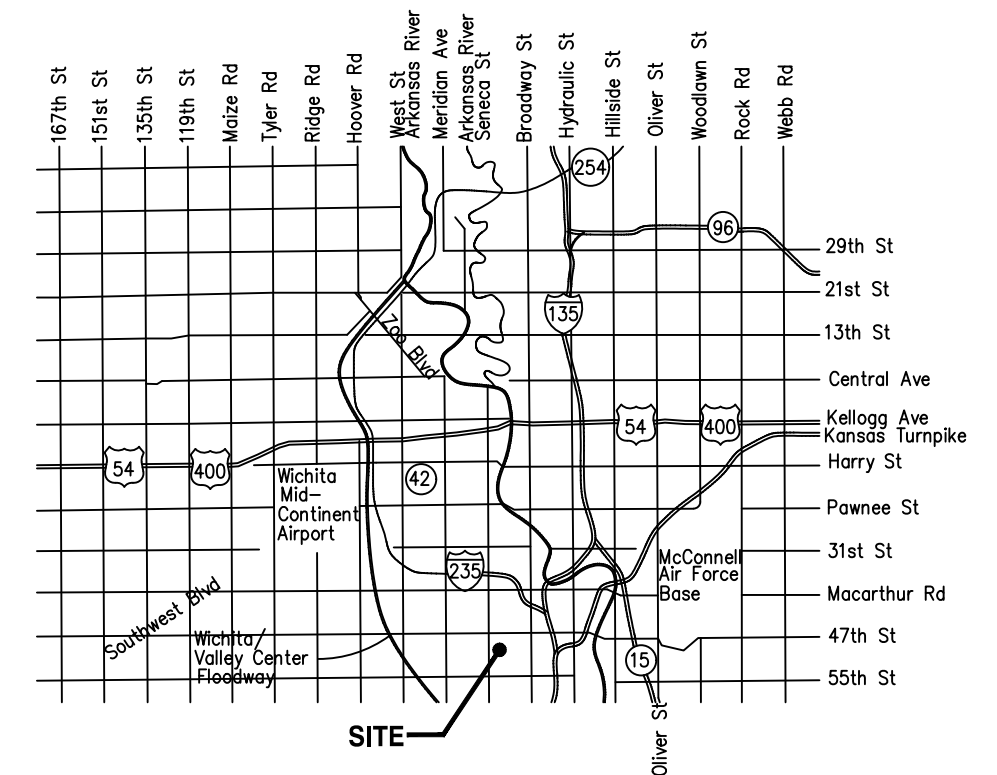 167th St
151st St
135th St
119th St
Maize Rd
Tyler Rd
Ridge Rd
Hoover Rd
West St
Arkansas River
Meridian Ave
Arkansas River
Seneca St
Broadway St
Hydraulic St
Hillside St
Oliver St
Woodlawn St
Rock Rd
Webb Rd
254
96
29th St
21st St
135
13th St
Zoo Blvd
Central Ave
Kellogg Ave
54
400
Kansas Turnpike
54
400
Harry St
Wichita
Mid-
Continent
Airport
42
Pawnee St
31st St
McConnell
Air Force
Base
235
Macarthur Rd
Southwest Blvd
Wichita/
Valley Center
Floodway
47th St
15
55th St
SITE
Oliver St